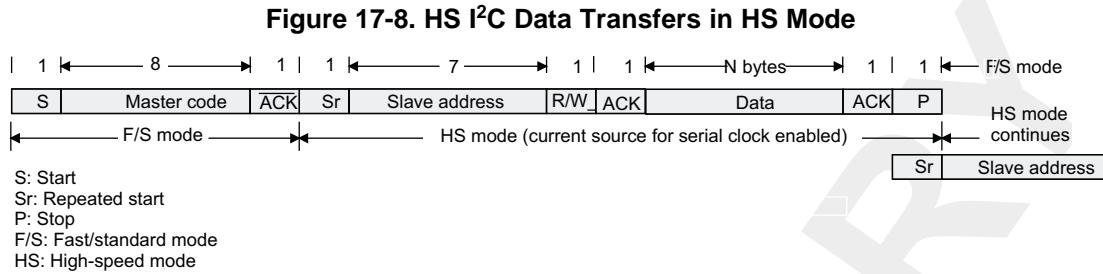 Figure 17-8. HS I²C Data Transfers in HS Mode
1 8 1 1 7 1 1 N bytes 1 1 F/S mode
S Master code A̅C̅K̅ Sr Slave address R/W_ ACK Data ACK P
F/S mode HS mode (current source for serial clock enabled) HS mode continues
Sr Slave address
S: Start
Sr: Repeated start
P: Stop
F/S: Fast/standard mode
HS: High-speed mode